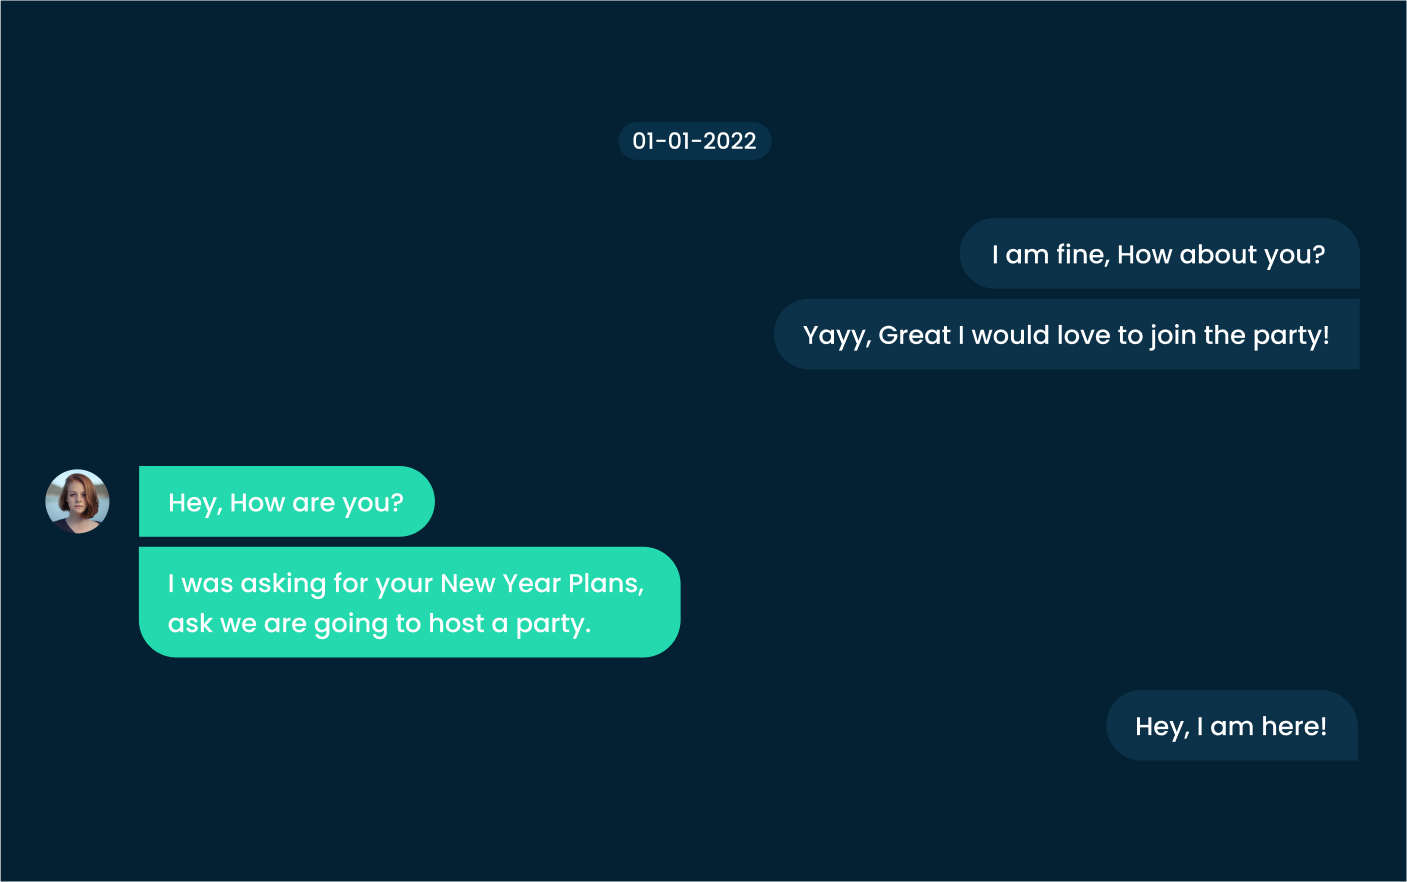 01-01-2022
I am fine, How about you?
Yayy, Great I would love to join the party!
Hey, How are you?
I was asking for your New Year Plans,
ask we are going to host a party.
Hey, I am here!